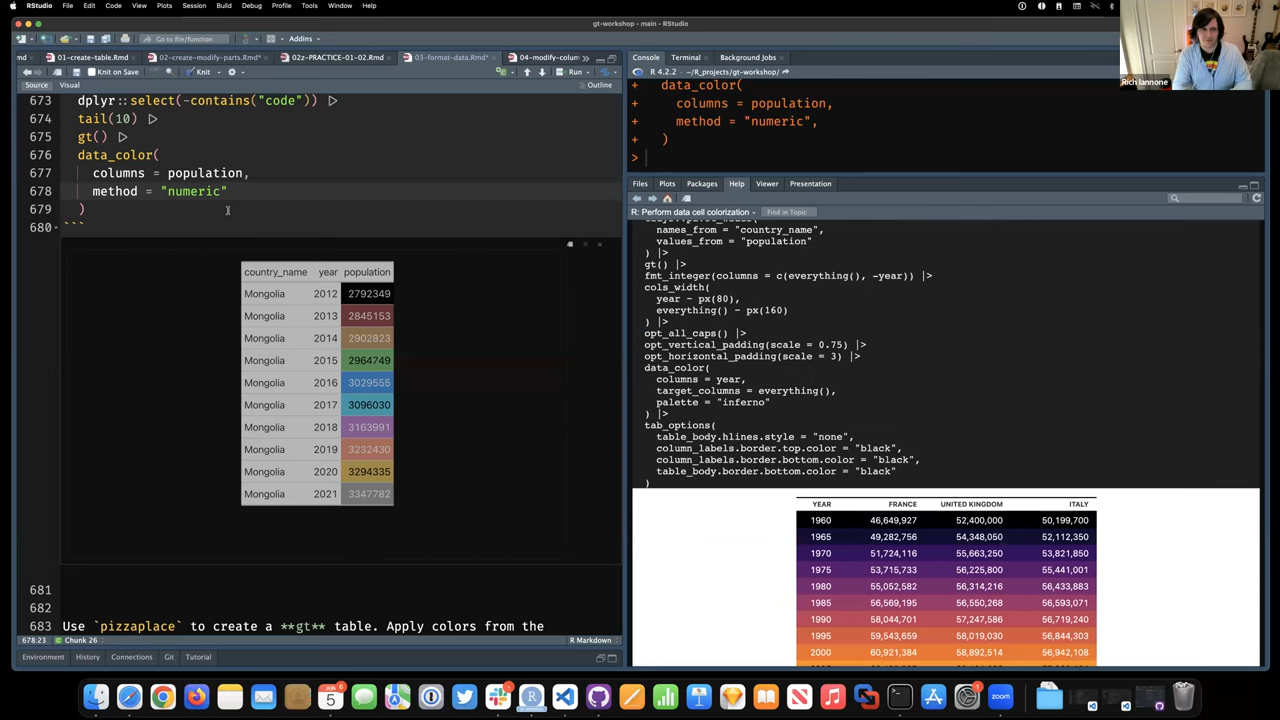 RStudio File Edit Code View Plots Session Build Debug Profile Tools Window Help
gt-workshop - main - RStudio
Go to file/function Addins
md 01-create-table.Rmd 02-create-modify-parts.Rmd* 02z-PRACTICE-01-02.Rmd 03-format-data.Rmd* 04-modify-colum
Knit on Save Knit Run
Source Visual Outline
673 dplyr::select(-contains("code")) |>
674 tail(10) |>
675 gt() |>
676 data_color(
677 columns = population,
678 method = "numeric"
679 )
680 ```
country_name year population
Mongolia 2012 2792349
Mongolia 2013 2845153
Mongolia 2014 2902823
Mongolia 2015 2964749
Mongolia 2016 3029555
Mongolia 2017 3096030
Mongolia 2018 3163991
Mongolia 2019 3232430
Mongolia 2020 3294335
Mongolia 2021 3347782
681
682
683 Use `pizzaplace` to create a **gt** table. Apply colors from the
678:23 Chunk 26 R Markdown
Environment History Connections Git Tutorial
Console Terminal Background Jobs
R 4.2.2 · ~/R_projects/gt-workshop/
+ data_color(
+ columns = population,
+ method = "numeric",
+ )
>
Files Plots Packages Help Viewer Presentation
R: Perform data cell colorization Find in Topic
names_from = "country_name",
values_from = "population"
) |>
gt() |>
fmt_integer(columns = c(everything(), -year)) |>
cols_width(
year ~ px(80),
everything() ~ px(160)
) |>
opt_all_caps() |>
opt_vertical_padding(scale = 0.75) |>
opt_horizontal_padding(scale = 3) |>
data_color(
columns = year,
target_columns = everything(),
palette = "inferno"
) |>
tab_options(
table_body.hlines.style = "none",
column_labels.border.top.color = "black",
column_labels.border.bottom.color = "black",
table_body.border.bottom.color = "black"
)
YEAR FRANCE UNITED KINGDOM ITALY
1960 46,649,927 52,400,000 50,199,700
1965 49,282,756 54,348,050 52,112,350
1970 51,724,116 55,663,250 53,821,850
1975 53,715,733 56,225,800 55,441,001
1980 55,052,582 56,314,216 56,433,883
1985 56,569,195 56,550,268 56,593,071
1990 58,044,701 57,247,586 56,719,240
1995 59,543,659 58,019,030 56,844,303
2000 60,921,384 58,892,514 56,942,108
Rich Iannone
JUN 6
5
zoom